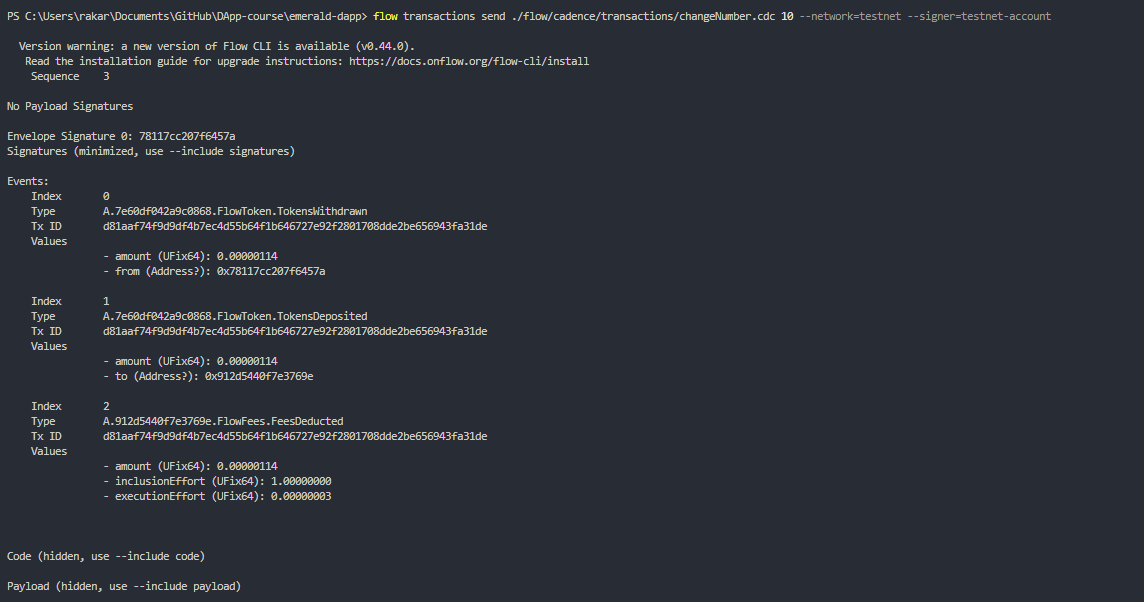 PS C:\Users\rakar\Documents\GitHub\DApp-course\emerald-dapp> flow transactions send ./flow/cadence/transactions/changeNumber.cdc 10 --network=testnet --signer=testnet-account
Version warning: a new version of Flow CLI is available (v0.44.0).
Read the installation guide for upgrade instructions: https://docs.onflow.org/flow-cli/install
Sequence 3
No Payload Signatures
Envelope Signature 0: 78117cc207f6457a
Signatures (minimized, use --include signatures)
Events:
Index 0
Type A.7e60df042a9c0868.FlowToken.TokensWithdrawn
Tx ID d81aaf74f9d9df4b7ec4d55b64f1b646727e92f2801708dde2be656943fa31de
Values
- amount (UFix64): 0.00000114
- from (Address?): 0x78117cc207f6457a
Index 1
Type A.7e60df042a9c0868.FlowToken.TokensDeposited
Tx ID d81aaf74f9d9df4b7ec4d55b64f1b646727e92f2801708dde2be656943fa31de
Values
- amount (UFix64): 0.00000114
- to (Address?): 0x912d5440f7e3769e
Index 2
Type A.912d5440f7e3769e.FlowFees.FeesDeducted
Tx ID d81aaf74f9d9df4b7ec4d55b64f1b646727e92f2801708dde2be656943fa31de
Values
- amount (UFix64): 0.00000114
- inclusionEffort (UFix64): 1.00000000
- executionEffort (UFix64): 0.00000003
Code (hidden, use --include code)
Payload (hidden, use --include payload)